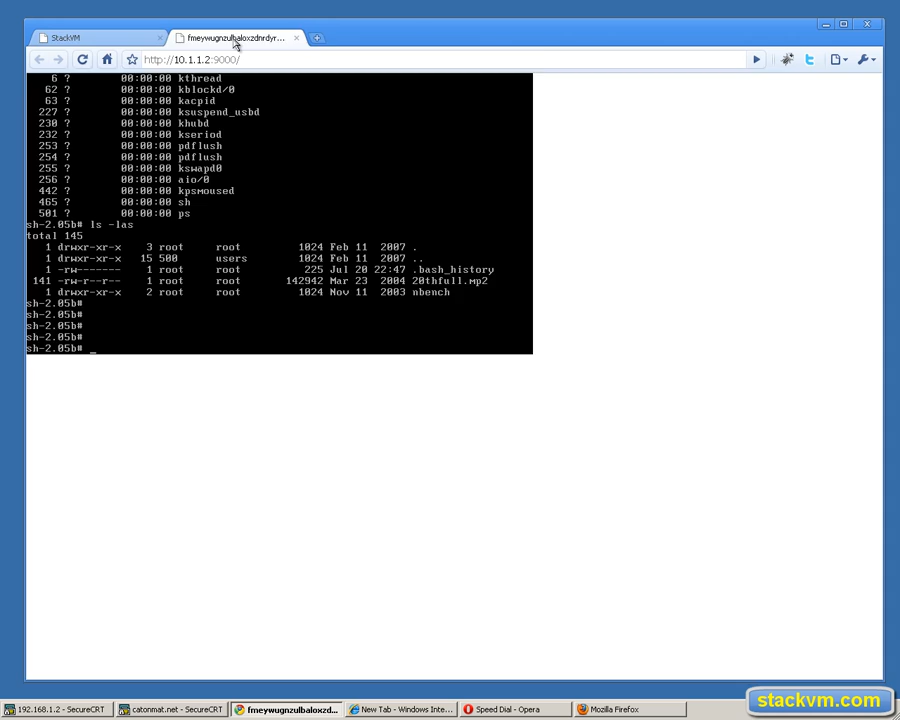 StackVM
fmeywugnzulbaloxzdnrdyr...
http://10.1.1.2:9000/
6 ? 00:00:00 kthread
62 ? 00:00:00 kblockd/0
63 ? 00:00:00 kacpid
227 ? 00:00:00 ksuspend_usbd
230 ? 00:00:00 khubd
232 ? 00:00:00 kseriod
253 ? 00:00:00 pdflush
254 ? 00:00:00 pdflush
255 ? 00:00:00 kswapd0
256 ? 00:00:00 aio/0
442 ? 00:00:00 kpsmoused
465 ? 00:00:00 sh
501 ? 00:00:00 ps
sh-2.05b# ls -las
total 145
1 drwxr-xr-x 3 root root 1024 Feb 11 2007 .
1 drwxr-xr-x 15 500 users 1024 Feb 11 2007 ..
1 -rw------- 1 root root 225 Jul 20 22:47 .bash_history
141 -rw-r--r-- 1 root root 142942 Mar 23 2004 20thfull.mp2
1 drwxr-xr-x 2 root root 1024 Nov 11 2003 nbench
sh-2.05b#
sh-2.05b#
sh-2.05b#
sh-2.05b#
sh-2.05b# _
192.168.1.2 - SecureCRT
catonmat.net - SecureCRT
fmeywugnzulbaloxzd...
New Tab - Windows Inte...
Speed Dial - Opera
Mozilla Firefox
stackvm.com